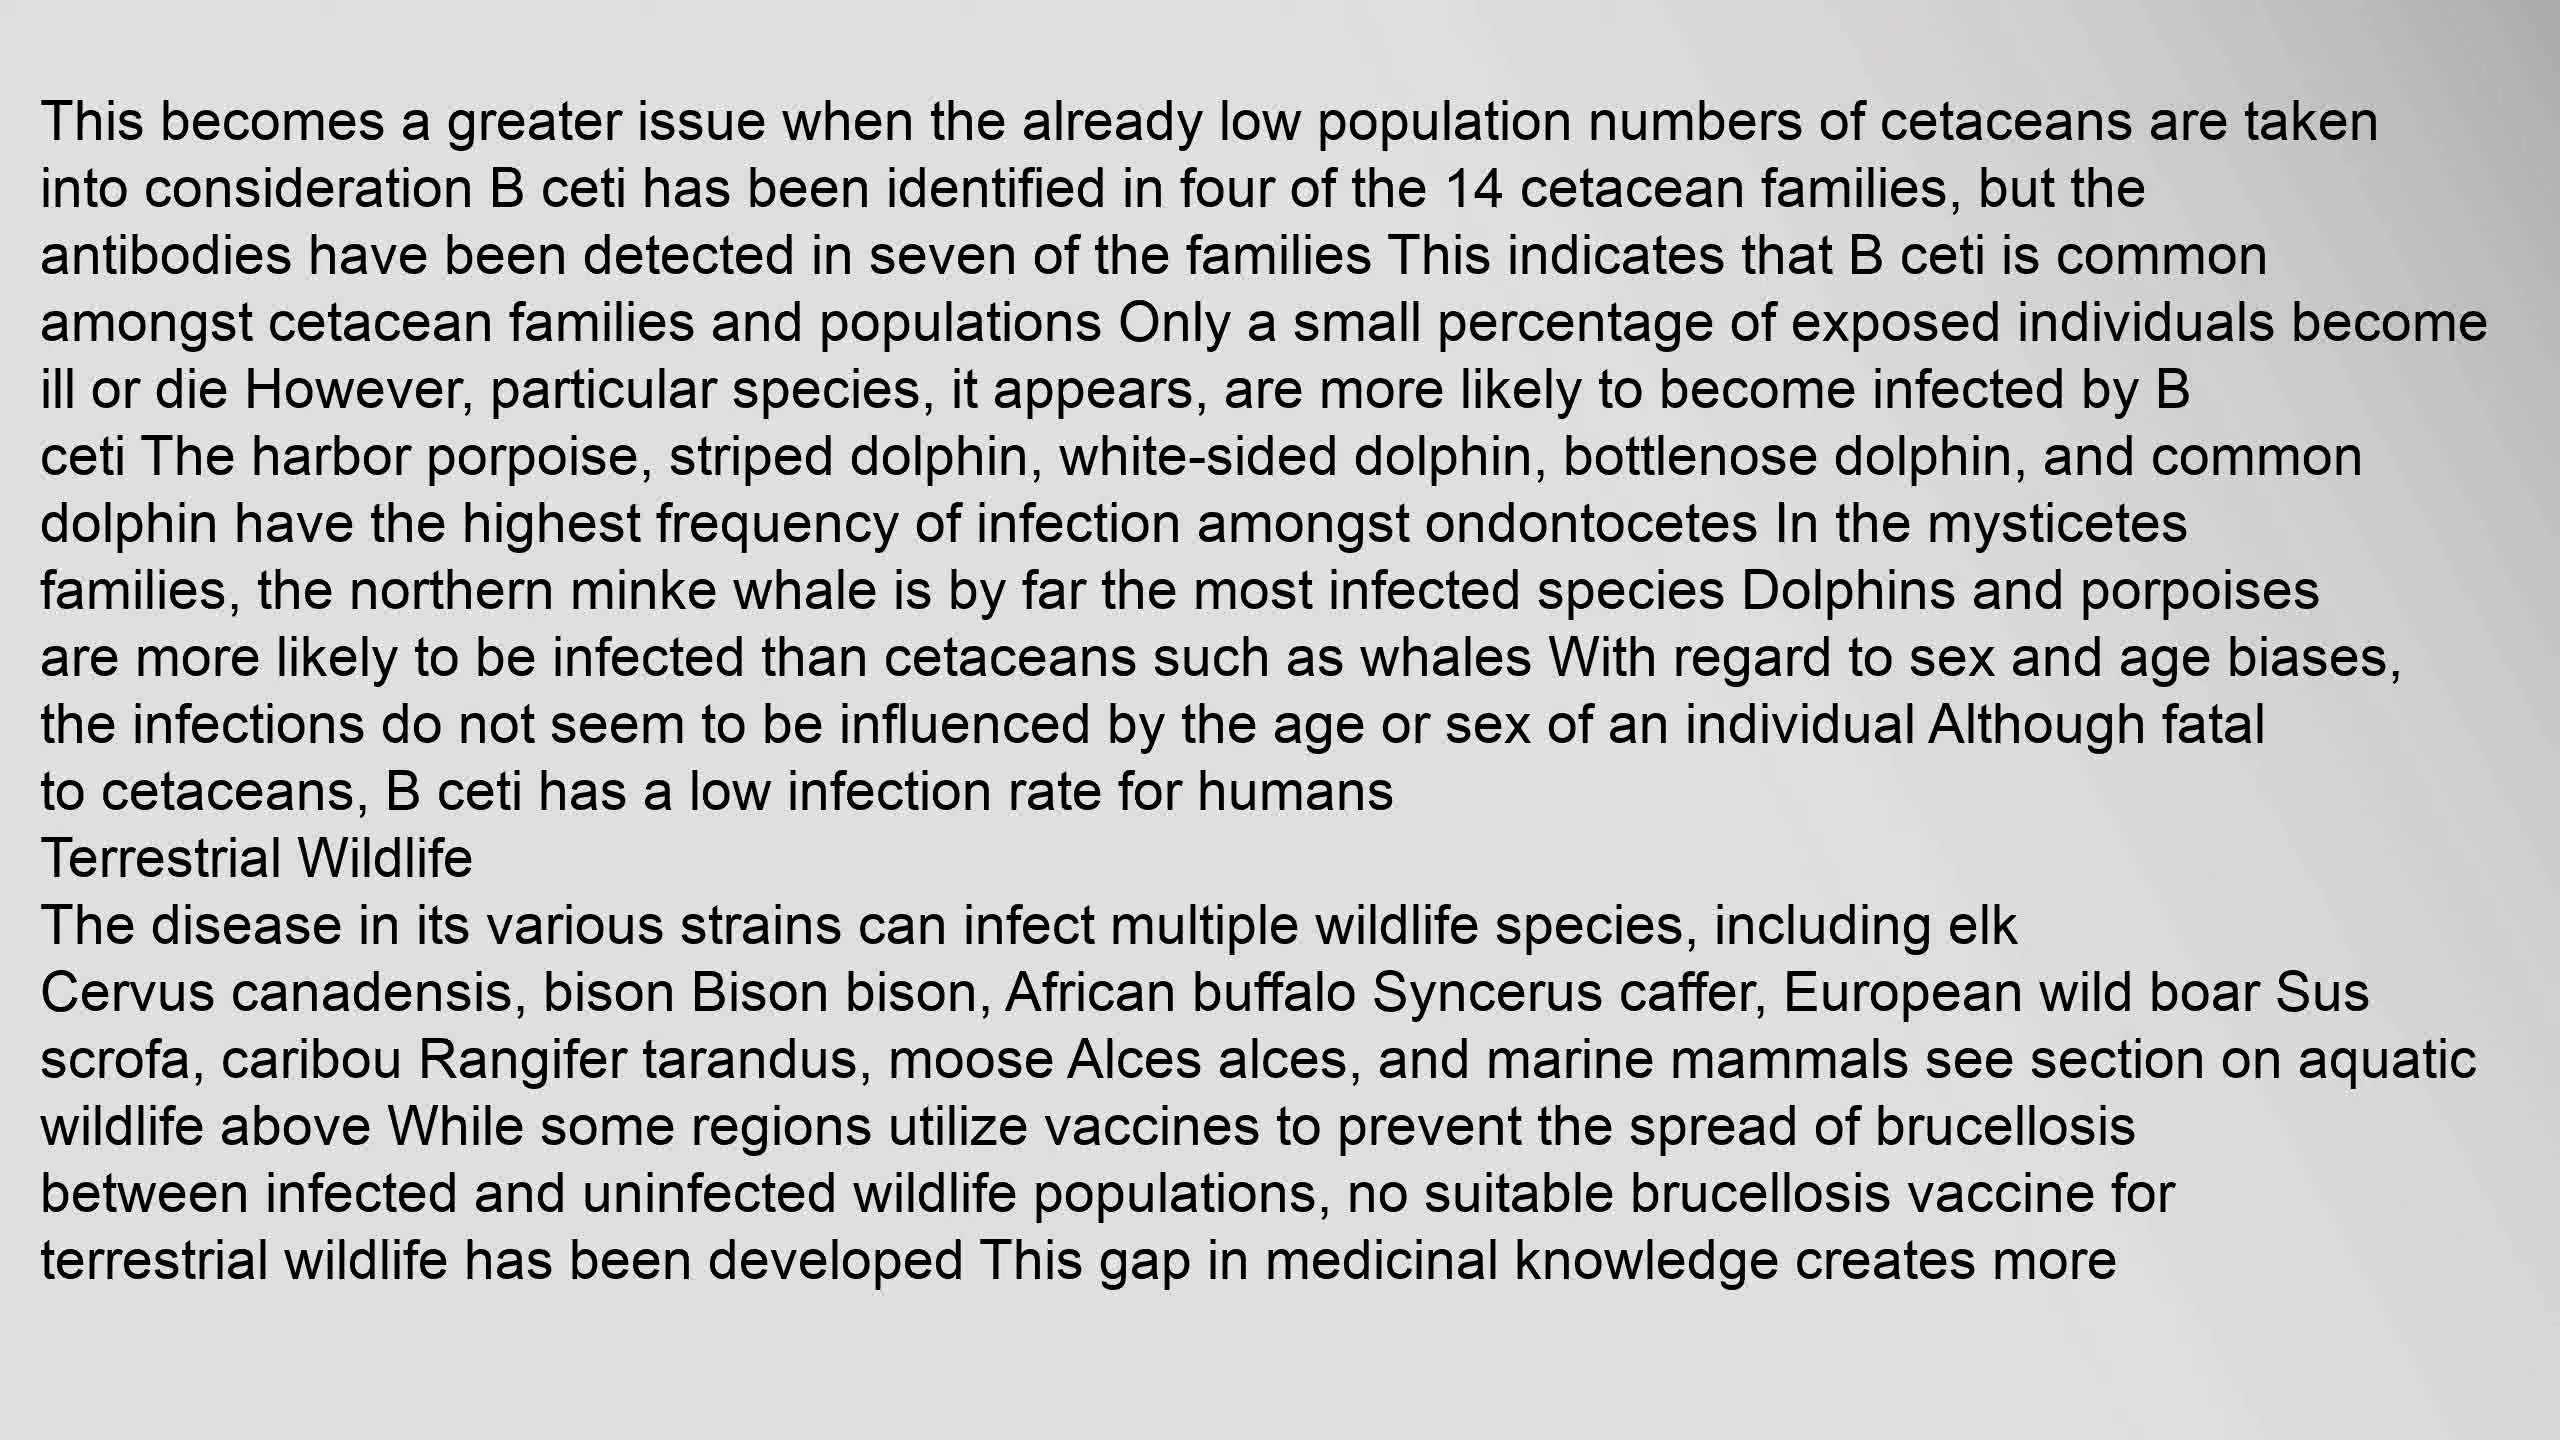 This becomes a greater issue when the already low population numbers of cetaceans are taken
into consideration B ceti has been identified in four of the 14 cetacean families, but the
antibodies have been detected in seven of the families This indicates that B ceti is common
amongst cetacean families and populations Only a small percentage of exposed individuals become
ill or die However, particular species, it appears, are more likely to become infected by B
ceti The harbor porpoise, striped dolphin, white-sided dolphin, bottlenose dolphin, and common
dolphin have the highest frequency of infection amongst ondontocetes In the mysticetes
families, the northern minke whale is by far the most infected species Dolphins and porpoises
are more likely to be infected than cetaceans such as whales With regard to sex and age biases,
the infections do not seem to be influenced by the age or sex of an individual Although fatal
to cetaceans, B ceti has a low infection rate for humans
Terrestrial Wildlife
The disease in its various strains can infect multiple wildlife species, including elk
Cervus canadensis, bison Bison bison, African buffalo Syncerus caffer, European wild boar Sus
scrofa, caribou Rangifer tarandus, moose Alces alces, and marine mammals see section on aquatic
wildlife above While some regions utilize vaccines to prevent the spread of brucellosis
between infected and uninfected wildlife populations, no suitable brucellosis vaccine for
terrestrial wildlife has been developed This gap in medicinal knowledge creates more